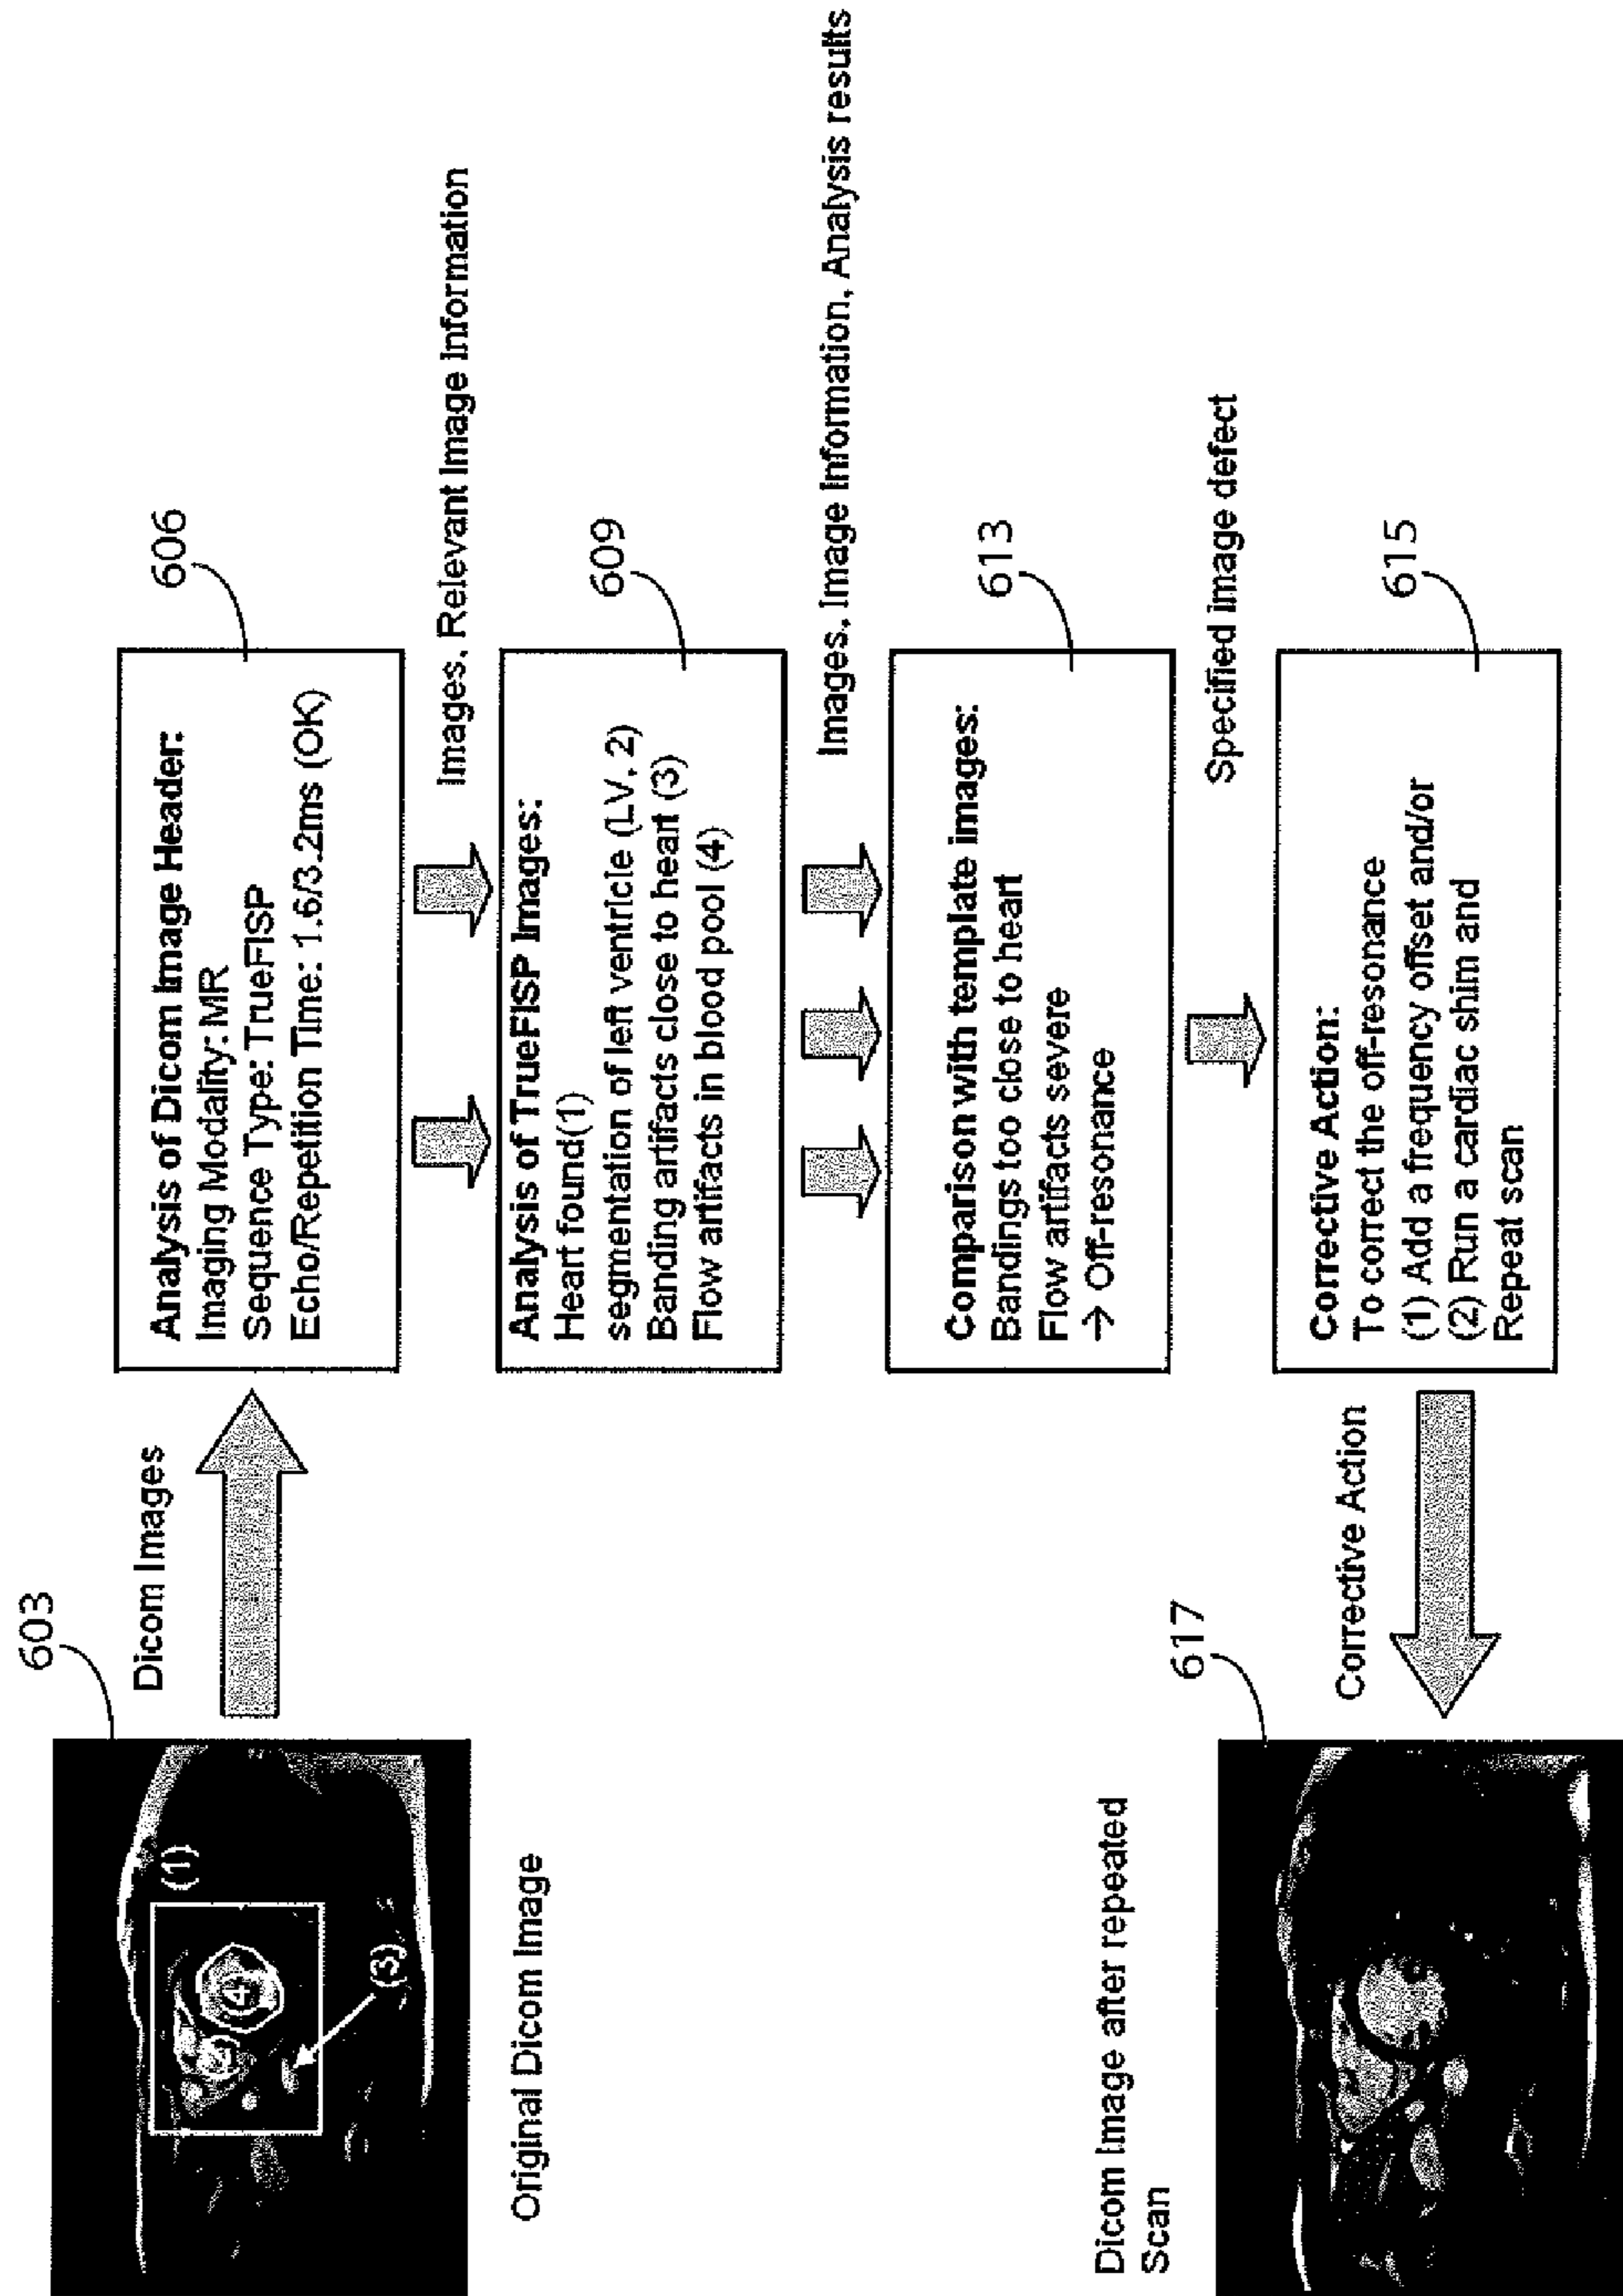 603
Dicom Images
606
Analysis of Dicom Image Header:
Imaging Modality: MR
Sequence Type: TrueFISP
Echo/Repetition Time: 1.6/3.2ms (OK)
(1)
(4)
(3)
Original Dicom Image
Images, Relevant Image Information
609
Analysis of TrueFISP Images:
Heart found(1)
segmentation of left ventricle (LV, 2)
Banding artifacts close to heart (3)
Flow artifacts in blood pool (4)
Images, Image Information, Analysis results
613
Comparison with template images:
Bandings too close to heart
Flow artifacts severe
→ Off-resonance
Specified image defect
615
Corrective Action:
To correct the off-resonance
(1) Add a frequency offset and/or
(2) Run a cardiac shim and
Repeat scan
Corrective Action
617
Dicom Image after repeated
Scan